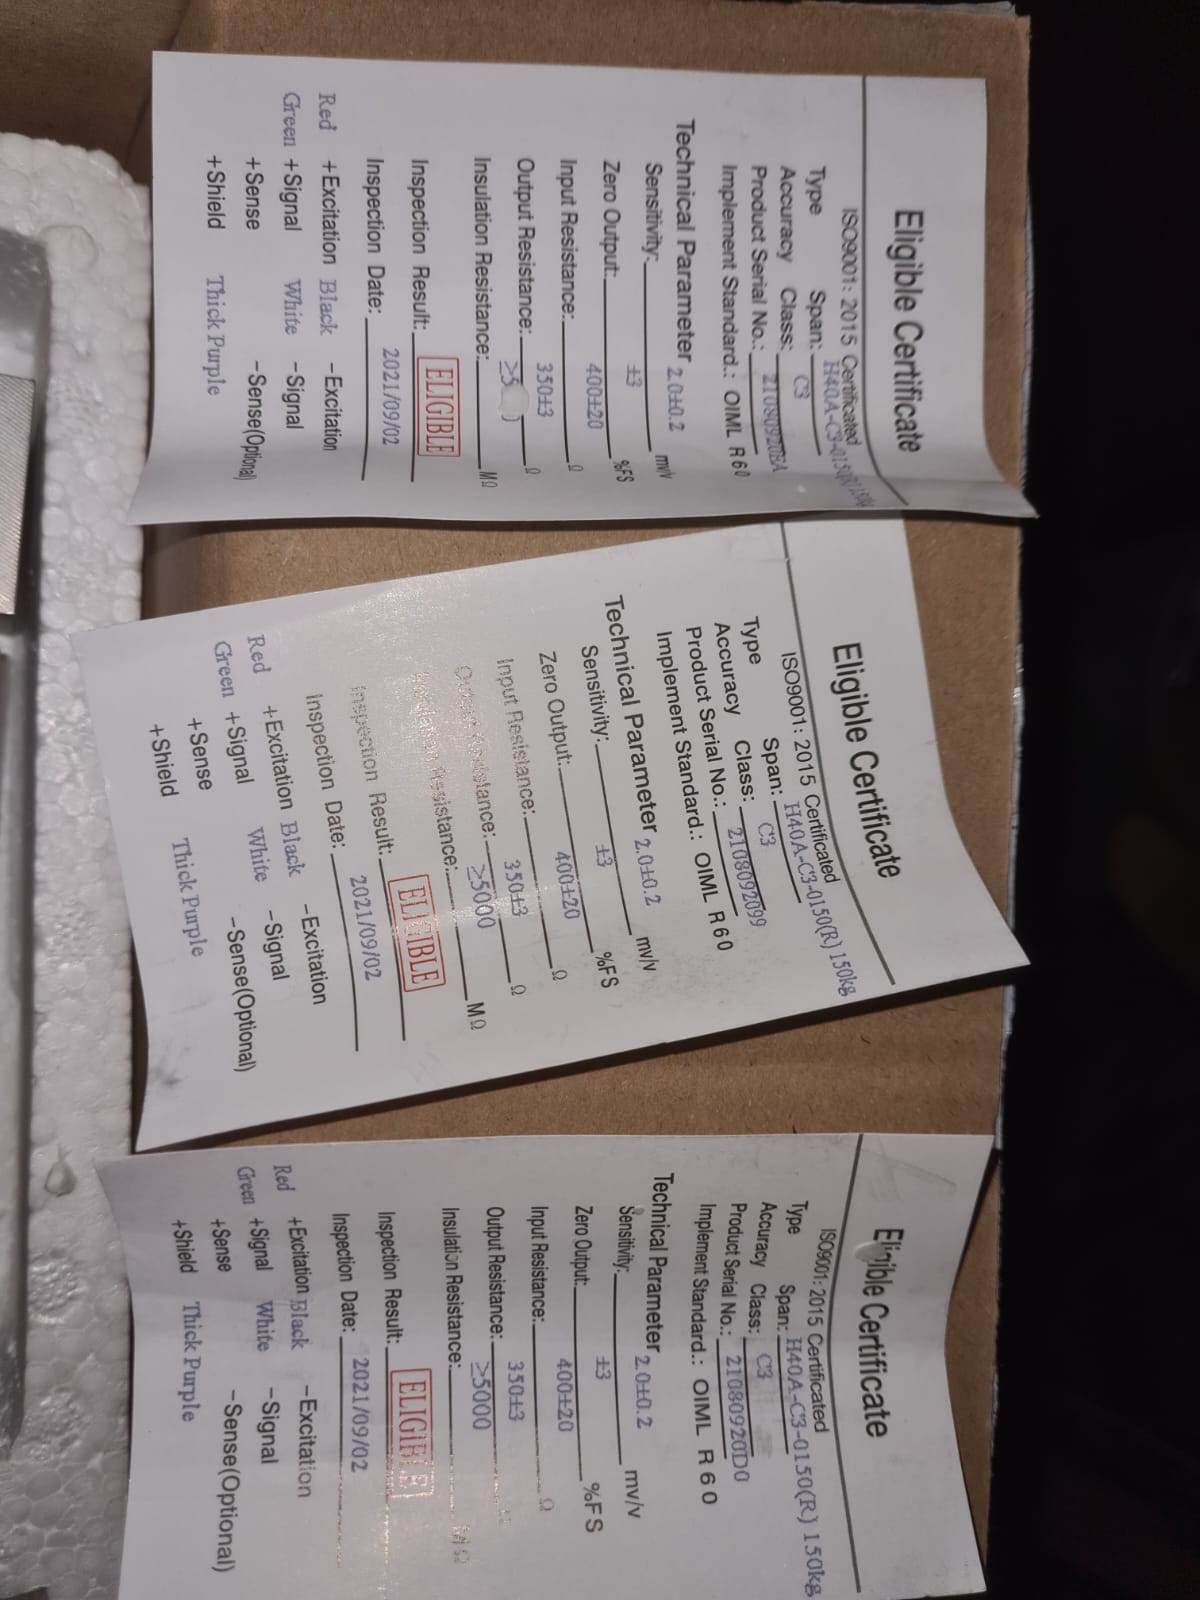 Eligible Certificate
ISO9001: 2015 Certificated
Type Span: H40A-C3-0150(R) 150kg
Accuracy Class: C3
Product Serial No.: 21080920EA
Implement Standard.: OIML R60
Technical Parameter
Sensitivity: 2.0±0.2 mv/v
Zero Output: ±3 %FS
Input Resistance: 400±20 Ω
Output Resistance: 350±3 Ω
Insulation Resistance: MΩ
Inspection Result: ELIGIBLE
Inspection Date: 2021/09/02
Red +Excitation Black -Excitation
Green +Signal White -Signal
+Sense -Sense(Optional)
+Shield Thick Purple
Eligible Certificate
ISO9001: 2015 Certificated
Type Span: H40A-C3-0150(R) 150kg
Accuracy Class: C3
Product Serial No.: 2108092099
Implement Standard.: OIML R60
Technical Parameter
Sensitivity: 2.0±0.2 mv/v
Zero Output: ±3 %FS
Input Resistance: 400±20 Ω
Output Resistance: 350±3 Ω
Insulation Resistance: ≥5000 MΩ
Inspection Result: ELIGIBLE
Inspection Date: 2021/09/02
Red +Excitation Black -Excitation
Green +Signal White -Signal
+Sense -Sense(Optional)
+Shield Thick Purple
Eligible Certificate
ISO9001: 2015 Certificated
Type Span: H40A-C3-0150(R) 150kg
Accuracy Class: C3
Product Serial No.: 21080920D0
Implement Standard.: OIML R60
Technical Parameter
Sensitivity: 2.0±0.2 mv/v
Zero Output: ±3 %FS
Input Resistance: 400±20 Ω
Output Resistance: 350±3 Ω
Insulation Resistance: ≥5000 MΩ
Inspection Result: ELIGIBLE
Inspection Date: 2021/09/02
Red +Excitation Black -Excitation
Green +Signal White -Signal
+Sense -Sense(Optional)
+Shield Thick Purple